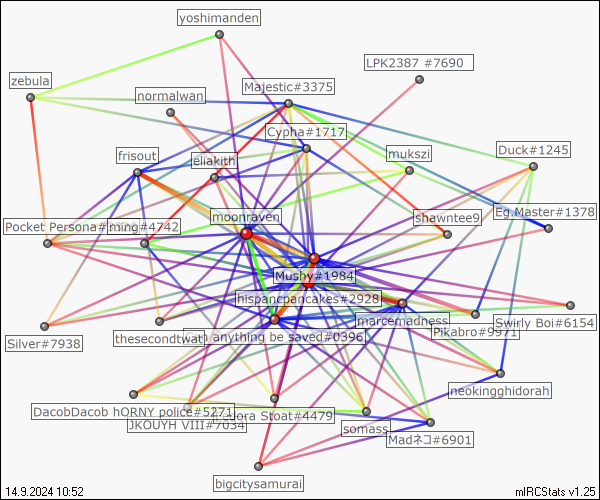 yoshimanden
LPK2387 #7690
zebula
normalwan
Majestic#3375
Cypha#1717
Duck#1245
frisout
eliakith
mukszi
moonraven
shawntee9
Eg.Master#1378
Pocket Persona#
ming#4742
Mushy#1984
hispancpancakes#2928
marcemadness
Pikabro#9971
Swirly Boi#6154
Silver#7938
thesecondtwat
anything be saved#0396
neokingghidorah
DacobDacob hORNY police#5271
Stoat#4479
JKOUYH VIII#7034
somass
Madネコ#6901
bigcitysamurai
14.9.2024 10:52
mIRCStats v1.25